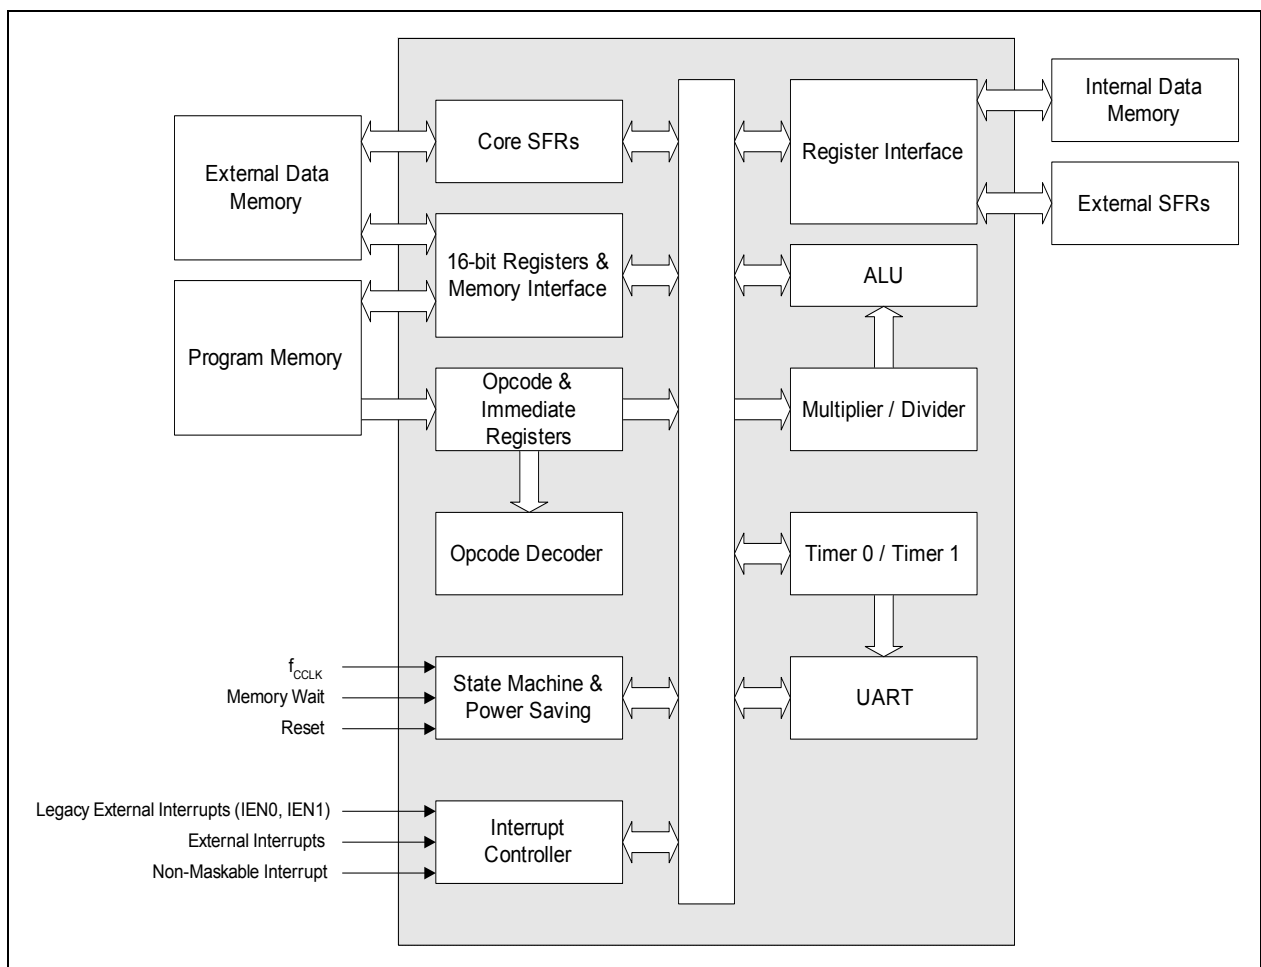 External Data
Memory
Program Memory
Core SFRs
16-bit Registers &
Memory Interface
Opcode &
Immediate
Registers
Opcode Decoder
State Machine &
Power Saving
Interrupt
Controller
fCCLK
Memory Wait
Reset
Legacy External Interrupts (IEN0, IEN1)
External Interrupts
Non-Maskable Interrupt
Register Interface
ALU
Multiplier / Divider
Timer 0 / Timer 1
UART
Internal Data
Memory
External SFRs